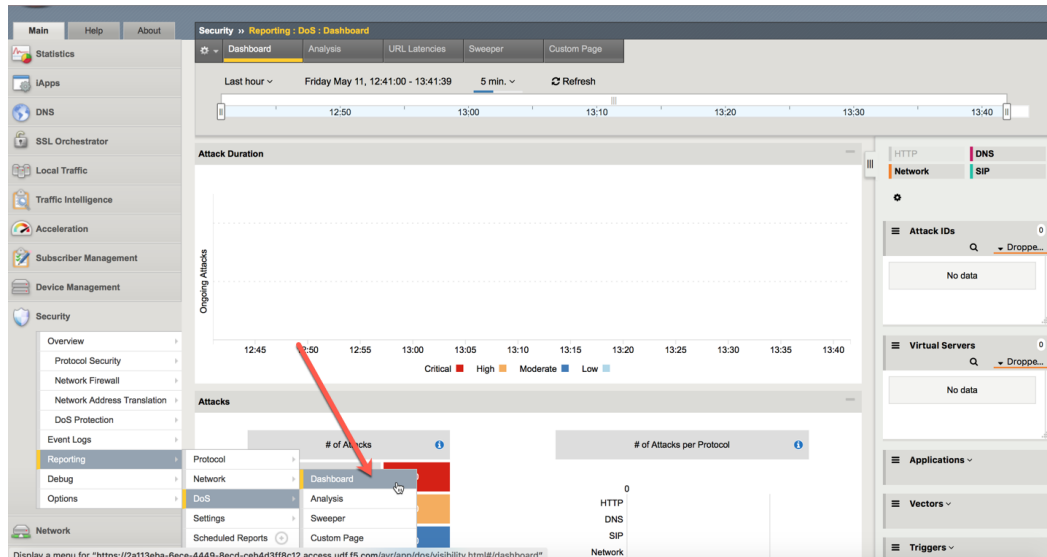 Main Help About
Security » Reporting : DoS : Dashboard
Dashboard Analysis URL Latencies Sweeper Custom Page
Last hour Friday May 11, 12:41:00 - 13:41:39 5 min. Refresh
12:50 13:00 13:10 13:20 13:30 13:40
Statistics
iApps
DNS
SSL Orchestrator
Local Traffic
Traffic Intelligence
Acceleration
Subscriber Management
Device Management
Security
Overview
Protocol Security
Network Firewall
Network Address Translation
DoS Protection
Event Logs
Reporting
Debug
Options
Network
Protocol
Network
DoS
Settings
Scheduled Reports
Dashboard
Analysis
Sweeper
Custom Page
Attack Duration
Ongoing Attacks
12:45 12:50 12:55 13:00 13:05 13:10 13:15 13:20 13:25 13:30 13:35 13:40
Critical High Moderate Low
Attacks
# of Attacks
# of Attacks per Protocol
0
HTTP
DNS
SIP
Network
HTTP DNS
Network SIP
Attack IDs 0
Droppe...
No data
Virtual Servers 0
Droppe...
No data
Applications
Vectors
Triggers